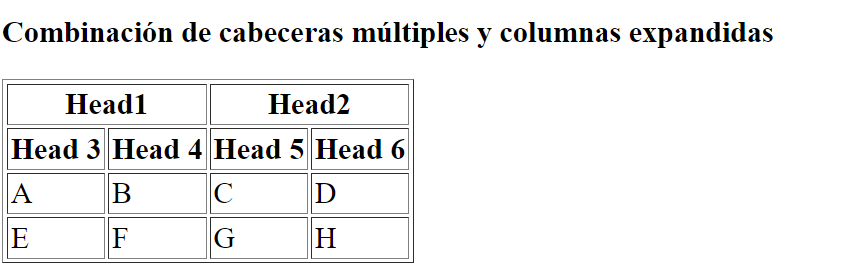 Combinación de cabeceras múltiples y columnas expandidas
Head1 Head2
Head 3 Head 4 Head 5 Head 6
A B C D
E F G H